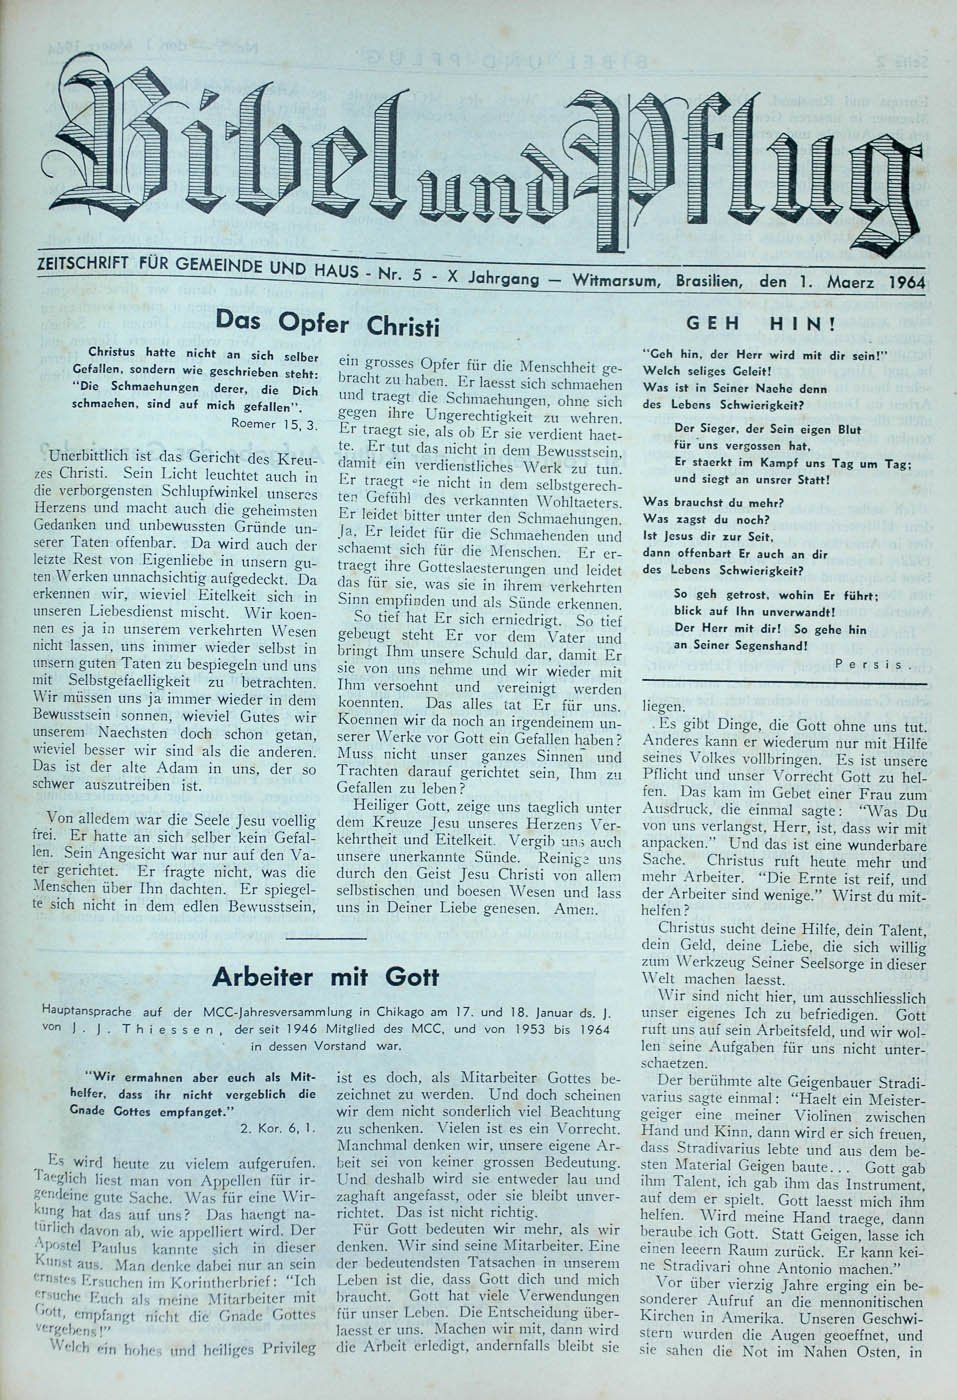 Bibel und Pflug
ZEITSCHRIFT FÜR GEMEINDE UND HAUS - Nr. 5 - X Jahrgang — Witmarsum, Brasilien, den 1. Maerz 1964
Das Opfer Christi
Christus hatte nicht an sich selber
Gefallen, sondern wie geschrieben steht:
"Die Schmaehungen derer, die Dich
schmaehen, sind auf mich gefallen".
Roemer 15, 3.
Unerbittlich ist das Gericht des Kreu-
zes Christi. Sein Licht leuchtet auch in
die verborgensten Schlupfwinkel unseres
Herzens und macht auch die geheimsten
Gedanken und unbewussten Gründe un-
serer Taten offenbar. Da wird auch der
letzte Rest von Eigenliebe in unsern gu-
ten Werken unnachsichtig aufgedeckt. Da
erkennen wir, wieviel Eitelkeit sich in
unseren Liebesdienst mischt. Wir koen-
nen es ja in unserem verkehrten Wesen
nicht lassen, uns immer wieder selbst in
unsern guten Taten zu bespiegeln und uns
mit Selbstgefaelligkeit zu betrachten.
Wir müssen uns ja immer wieder in dem
Bewusstsein sonnen, wieviel Gutes wir
unserem Naechsten doch schon getan,
wieviel besser wir sind als die anderen.
Das ist der alte Adam in uns, der so
schwer auszutreiben ist.
Von alledem war die Seele Jesu voellig
frei. Er hatte an sich selber kein Gefal-
len. Sein Angesicht war nur auf den Va-
ter gerichtet. Er fragte nicht, was die
Menschen über Ihn dachten. Er spiegel-
te sich nicht in dem edlen Bewusstsein,
ein grosses Opfer für die Menschheit ge-
bracht zu haben. Er laesst sich schmaehen
und traegt die Schmaehungen, ohne sich
gegen ihre Ungerechtigkeit zu wehren.
Er traegt sie, als ob Er sie verdient haet-
te. Er tut das nicht in dem Bewusstsein,
damit ein verdienstliches Werk zu tun.
Er traegt sie nicht in dem selbstgerech-
ten Gefühl des verkannten Wohltaeters.
Er leidet bitter unter den Schmaehungen.
Ja, Er leidet für die Schmaehenden und
schaemt sich für die Menschen. Er er-
traegt ihre Gotteslaesterungen und leidet
das für sie, was sie in ihrem verkehrten
Sinn empfinden und als Sünde erkennen.
So tief hat Er sich erniedrigt. So tief
gebeugt steht Er vor dem Vater und
bringt Ihm unsere Schuld dar, damit Er
sie von uns nehme und wir wieder mit
Ihm versoehnt und vereinigt werden
koennten. Das alles tat Er für uns.
Koennen wir da noch an irgendeinem un-
serer Werke vor Gott ein Gefallen haben?
Muss nicht unser ganzes Sinnen und
Trachten darauf gerichtet sein, Ihm zu
Gefallen zu leben?
Heiliger Gott, zeige uns taeglich unter
dem Kreuze Jesu unseres Herzens Ver-
kehrtheit und Eitelkeit. Vergib uns auch
unsere unerkannte Sünde. Reinige uns
durch den Geist Jesu Christi von allem
selbstischen und boesen Wesen und lass
uns in Deiner Liebe genesen. Amen.
GEH HIN!
"Geh hin, der Herr wird mit dir sein!"
Welch seliges Geleit!
Was ist in Seiner Naehe denn
des Lebens Schwierigkeit?
Der Sieger, der Sein eigen Blut
für uns vergossen hat,
Er staerkt im Kampf uns Tag um Tag;
und siegt an unsrer Statt!
Was brauchst du mehr?
Was zagst du noch?
Ist Jesus dir zur Seit,
dann offenbart Er auch an dir
des Lebens Schwierigkeit?
So geh getrost, wohin Er führt;
blick auf Ihn unverwandt!
Der Herr mit dir! So gehe hin
an Seiner Segenshand!
Persis.
Arbeiter mit Gott
Hauptansprache auf der MCC-Jahresversammlung in Chikago am 17. und 18. Januar ds. J.
von J. J. Thiessen, der seit 1946 Mitglied des MCC, und von 1953 bis 1964
in dessen Vorstand war.
"Wir ermahnen aber euch als Mit-
helfer, dass ihr nicht vergeblich die
Gnade Gottes empfanget."
2. Kor. 6, 1.
Es wird heute zu vielem aufgerufen.
Taeglich liest man von Appellen für ir-
gendeine gute Sache. Was für eine Wir-
kung hat das auf uns? Das haengt na-
türlich davon ab, wie appelliert wird. Der
Apostel Paulus kannte sich in dieser
Kunst aus. Man denke dabei nur an sein
ernstes Ersuchen im Korintherbrief: "Ich
ersuche Euch als meine Mitarbeiter mit
Gott, empfangt nicht die Gnade Gottes
vergebens!"
Welch ein hohes und heiliges Privileg
ist es doch, als Mitarbeiter Gottes be-
zeichnet zu werden. Und doch scheinen
wir dem nicht sonderlich viel Beachtung
zu schenken. Vielen ist es ein Vorrecht.
Manchmal denken wir, unsere eigene Ar-
beit sei von keiner grossen Bedeutung.
Und deshalb wird sie entweder lau und
zaghaft angefasst, oder sie bleibt unver-
richtet. Das ist nicht richtig.
Für Gott bedeuten wir mehr, als wir
denken. Wir sind seine Mitarbeiter. Eine
der bedeutendsten Tatsachen in unserem
Leben ist die, dass Gott dich und mich
braucht. Gott hat viele Verwendungen
für unser Leben. Die Entscheidung über-
laesst er uns. Machen wir mit, dann wird
die Arbeit erledigt, andernfalls bleibt sie
liegen.
Es gibt Dinge, die Gott ohne uns tut.
Anderes kann er wiederum nur mit Hilfe
seines Volkes vollbringen. Es ist unsere
Pflicht und unser Vorrecht Gott zu hel-
fen. Das kam im Gebet einer Frau zum
Ausdruck, die einmal sagte: "Was Du
von uns verlangst, Herr, ist, dass wir mit
anpacken." Und das ist eine wunderbare
Sache. Christus ruft heute mehr und
mehr Arbeiter. "Die Ernte ist reif, und
der Arbeiter sind wenige." Wirst du mit-
helfen?
Christus sucht deine Hilfe, dein Talent,
dein Geld, deine Liebe, die sich willig
zum Werkzeug Seiner Seelsorge in dieser
Welt machen laesst.
Wir sind nicht hier, um ausschliesslich
unser eigenes Ich zu befriedigen. Gott
ruft uns auf sein Arbeitsfeld, und wir wol-
len seine Aufgaben für uns nicht unter-
schaetzen.
Der berühmte alte Geigenbauer Stradi-
varius sagte einmal: "Haelt ein Meister-
geiger eine meiner Violinen zwischen
Hand und Kinn, dann wird er sich freuen,
dass Stradivarius lebte und aus dem be-
sten Material Geigen baute... Gott gab
ihm Talent, ich gab ihm das Instrument,
auf dem er spielt. Gott laesst mich ihm
helfen. Wird meine Hand traege, dann
beraube ich Gott. Statt Geigen, lasse ich
einen leeern Raum zurück. Er kann kei-
ne Stradivari ohne Antonio machen."
Vor über vierzig Jahre erging ein be-
sonderer Aufruf an die mennonitischen
Kirchen in Amerika. Unseren Geschwi-
stern wurden die Augen geoeffnet, und
sie sahen die Not im Nahen Osten, in